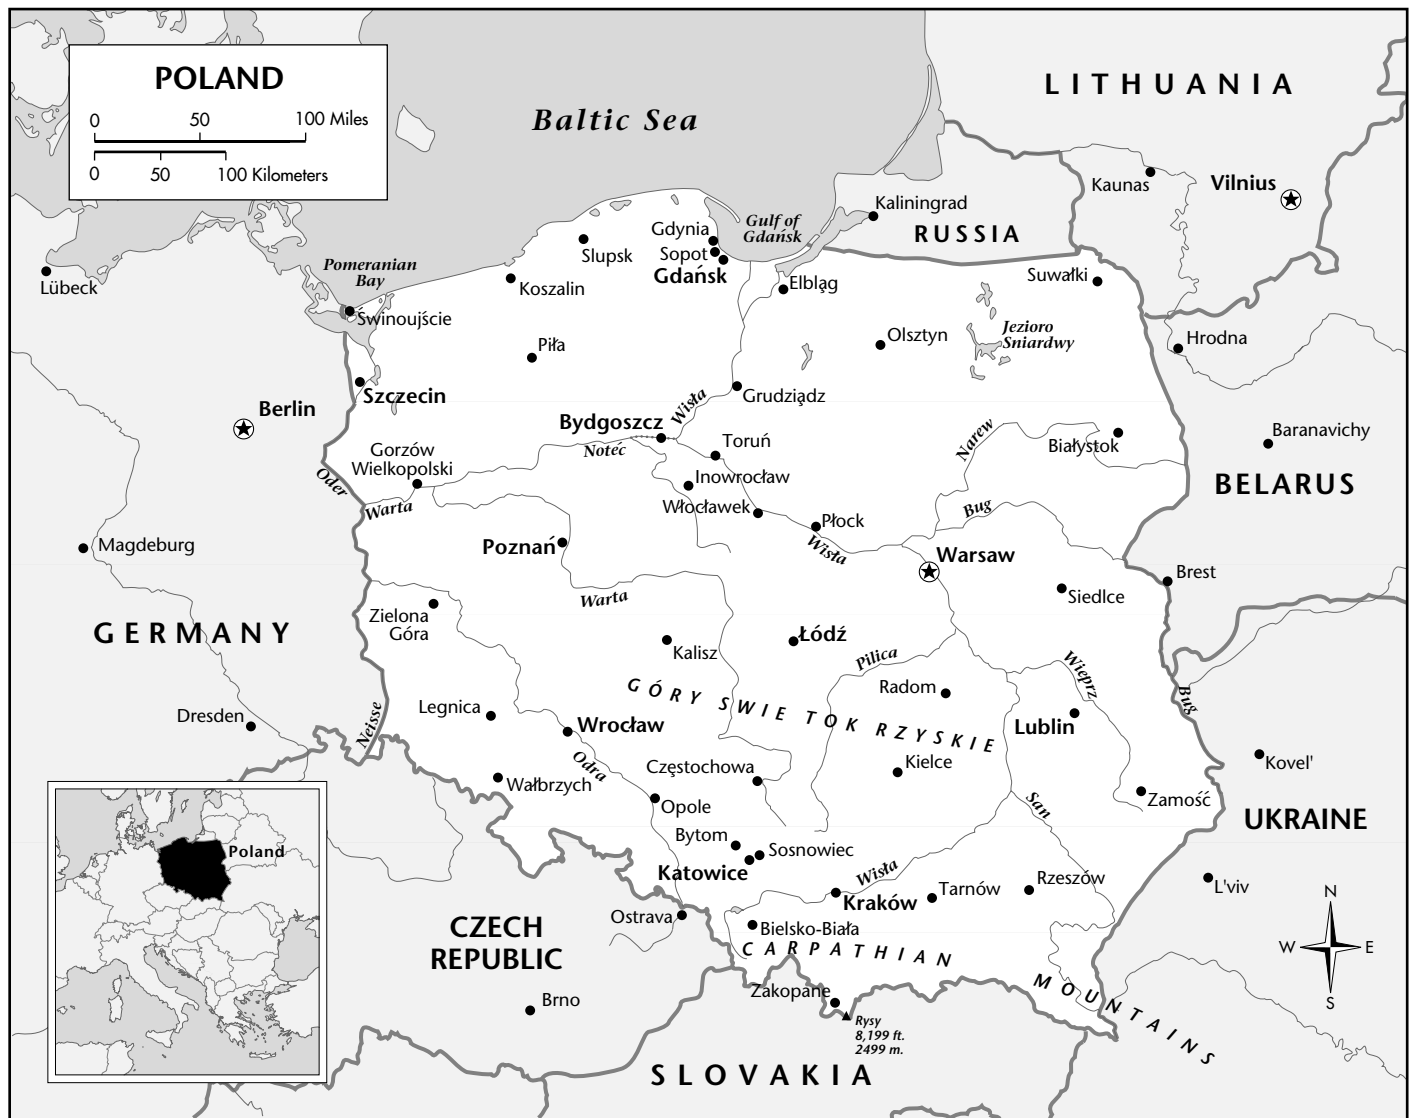 POLAND
0 50 100 Miles
0 50 100 Kilometers
Baltic Sea
LITHUANIA
Kaunas
Vilnius
Kaliningrad
RUSSIA
Gulf of
Gdańsk
Gdynia
Sopot
Gdańsk
Slupsk
Koszalin
Pomeranian
Bay
Lübeck
Świnoujście
Elbląg
Suwałki
Olsztyn
Jezioro
Sniardwy
Hrodna
Piła
Szczecin
Berlin
Grudziądz
Wisła
Bydgoszcz
Noteć
Toruń
Narew
Białystok
Baranavichy
BELARUS
Gorzów
Wielkopolski
Oder
Warta
Inowrocław
Włocławek
Płock
Wisła
Bug
Magdeburg
Poznań
Warsaw
Brest
Siedlce
Warta
Zielona
Góra
GERMANY
Kalisz
Łódź
Pilica
Wieprz
Bug
Radom
GÓRY SWIE TOK RZYSKIE
Legnica
Dresden
Neisse
Wrocław
Lublin
Odra
Kielce
Kovel'
Częstochowa
Wałbrzych
Opole
San
Zamość
UKRAINE
Bytom
Sosnowiec
Katowice
Wisła
Kraków
Tarnów
Rzeszów
L'viv
Poland
CZECH
REPUBLIC
Ostrava
Bielsko-Biała
CARPATHIAN
MOUNTAINS
Zakopane
Rysy
8,199 ft.
2499 m.
Brno
SLOVAKIA
N
W E
S